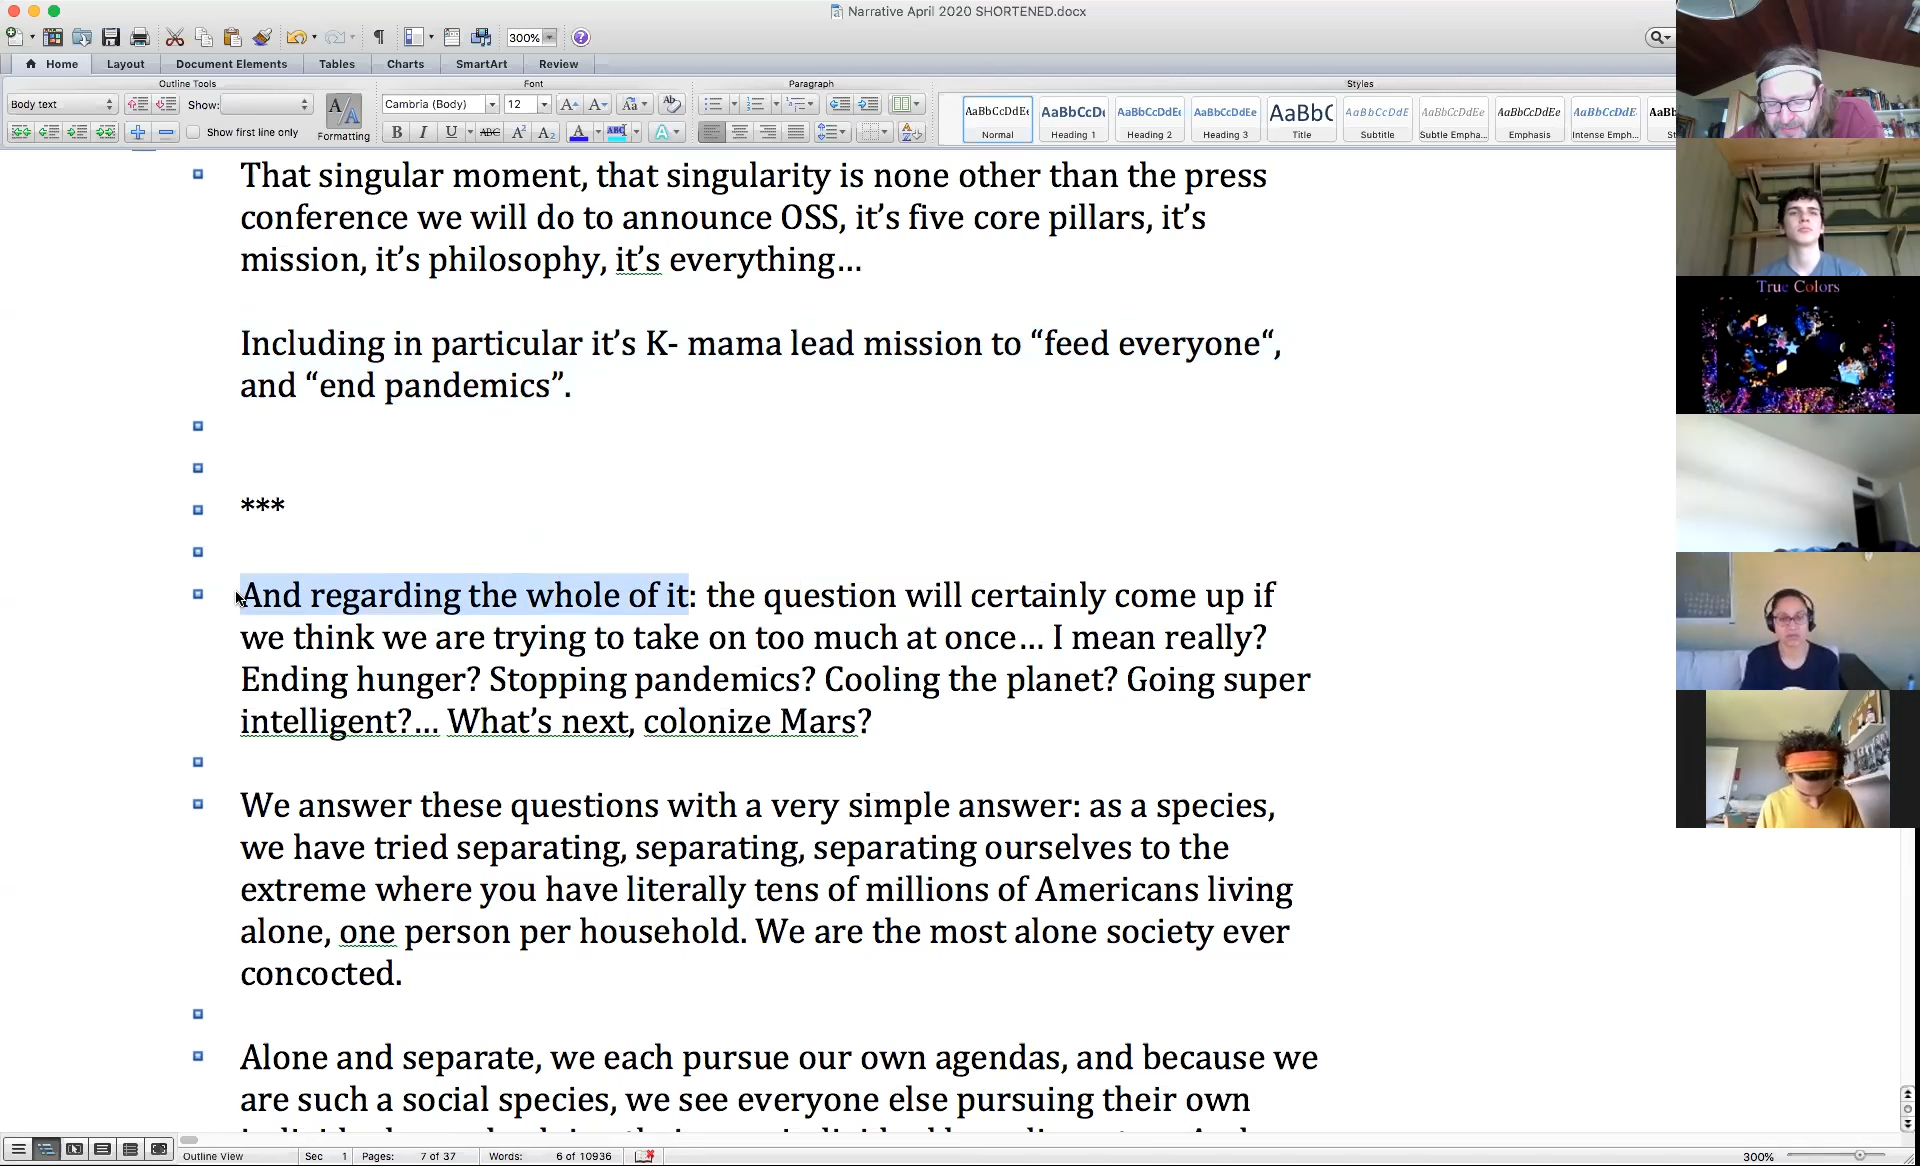 Narrative April 2020 SHORTENED.docx
300%
Home Layout Document Elements Tables Charts SmartArt Review
Outline Tools Font Paragraph Styles
Body text Show: Cambria (Body) 12
Show first line only Formatting
AaBbCcDdEe AaBbCcDc AaBbCcDdEe AaBbCcDdEe AaBbC AaBbCcDdE AaBbCcDdEe AaBbCcDdEe AaBbCcDdE
Normal Heading 1 Heading 2 Heading 3 Title Subtitle Subtle Empha... Emphasis Intense Emph...
That singular moment, that singularity is none other than the press
conference we will do to announce OSS, it’s five core pillars, it’s
mission, it’s philosophy, it’s everything…
Including in particular it’s K- mama lead mission to “feed everyone“,
and “end pandemics”.
***
And regarding the whole of it: the question will certainly come up if
we think we are trying to take on too much at once… I mean really?
Ending hunger? Stopping pandemics? Cooling the planet? Going super
intelligent?… What’s next, colonize Mars?
We answer these questions with a very simple answer: as a species,
we have tried separating, separating, separating ourselves to the
extreme where you have literally tens of millions of Americans living
alone, one person per household. We are the most alone society ever
concocted.
Alone and separate, we each pursue our own agendas, and because we
are such a social species, we see everyone else pursuing their own
True Colors
Outline View Sec 1 Pages: 7 of 37 Words: 6 of 10936 300%